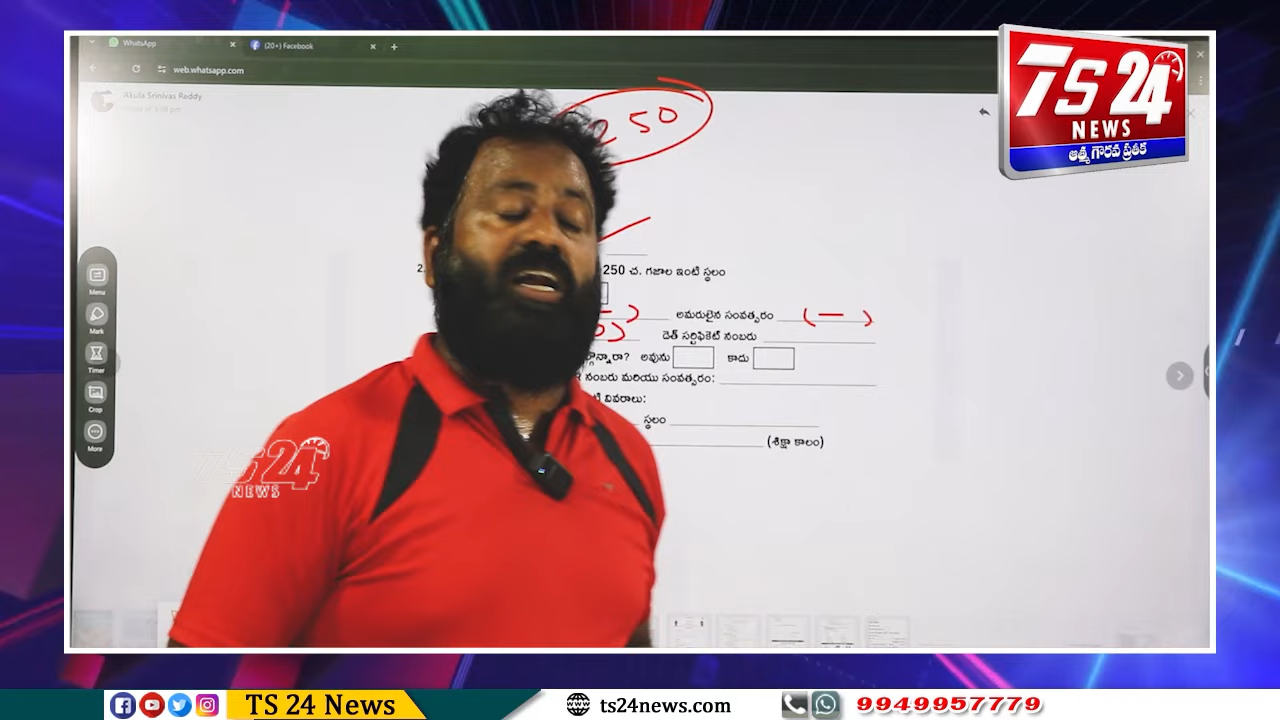 WhatsApp
(20+) Facebook
web.whatsapp.com
Akula Srinivas Reddy
TS 24
NEWS
ఆత్మ గౌరవ ప్రతీక
250
2.
250 చ. గజాల ఇంటి స్థలం
Menu
అమరులైన సంవత్సరం
Mark
డెత్ సర్టిఫికెట్ నంబరు
అవును
కాదు
Timer
నంబరు మరియు సంవత్సరం:
వివరాలు:
Crop
స్థలం
(శిక్షా కాలం)
More
TS 24
NEWS
TS 24 News
ts24news.com
9949957779